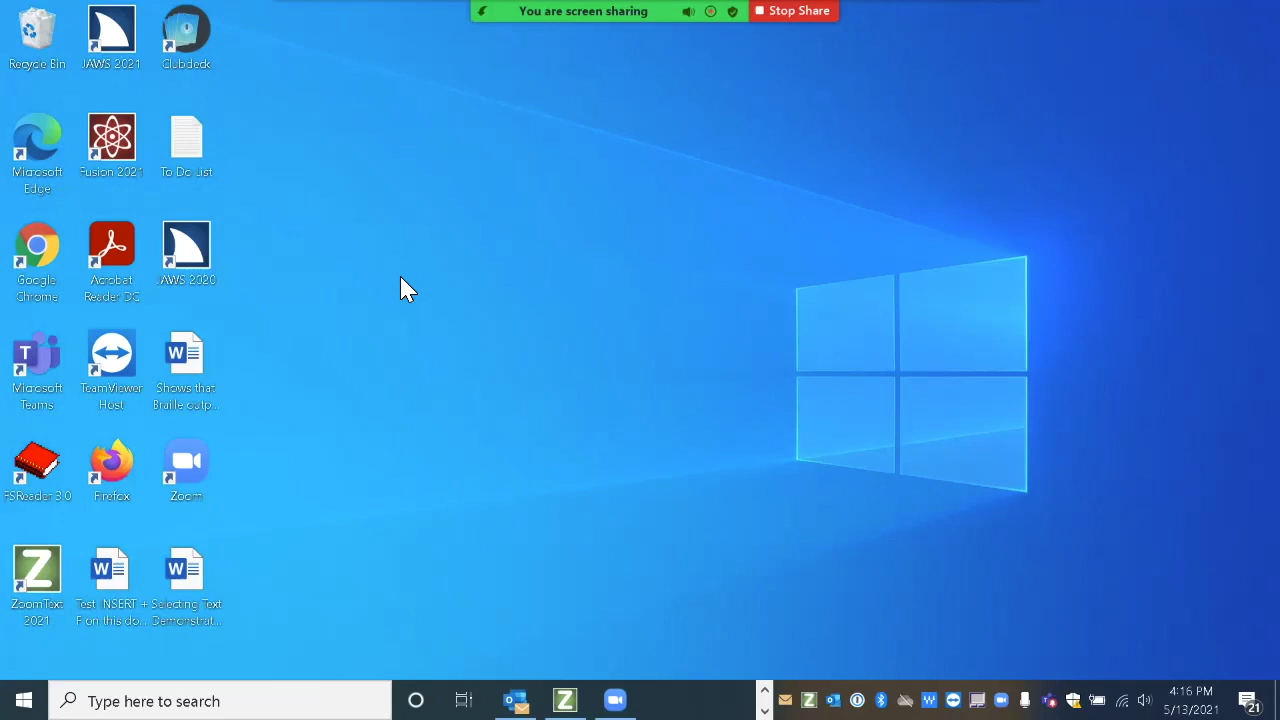 You are screen sharing
Stop Share
Recycle Bin
JAWS 2021
Clubdeck
Microsoft
Edge
Fusion 2021
To Do List
Google
Chrome
Acrobat
Reader DC
JAWS 2020
Microsoft
Teams
TeamViewer
Host
Shows that
Braille outp...
FSReader 3.0
Firefox
Zoom
ZoomText
2021
Test INSERT +
F on this do...
Selecting Text
Demonstrat...
Type here to search
4:16 PM
5/13/2021
21